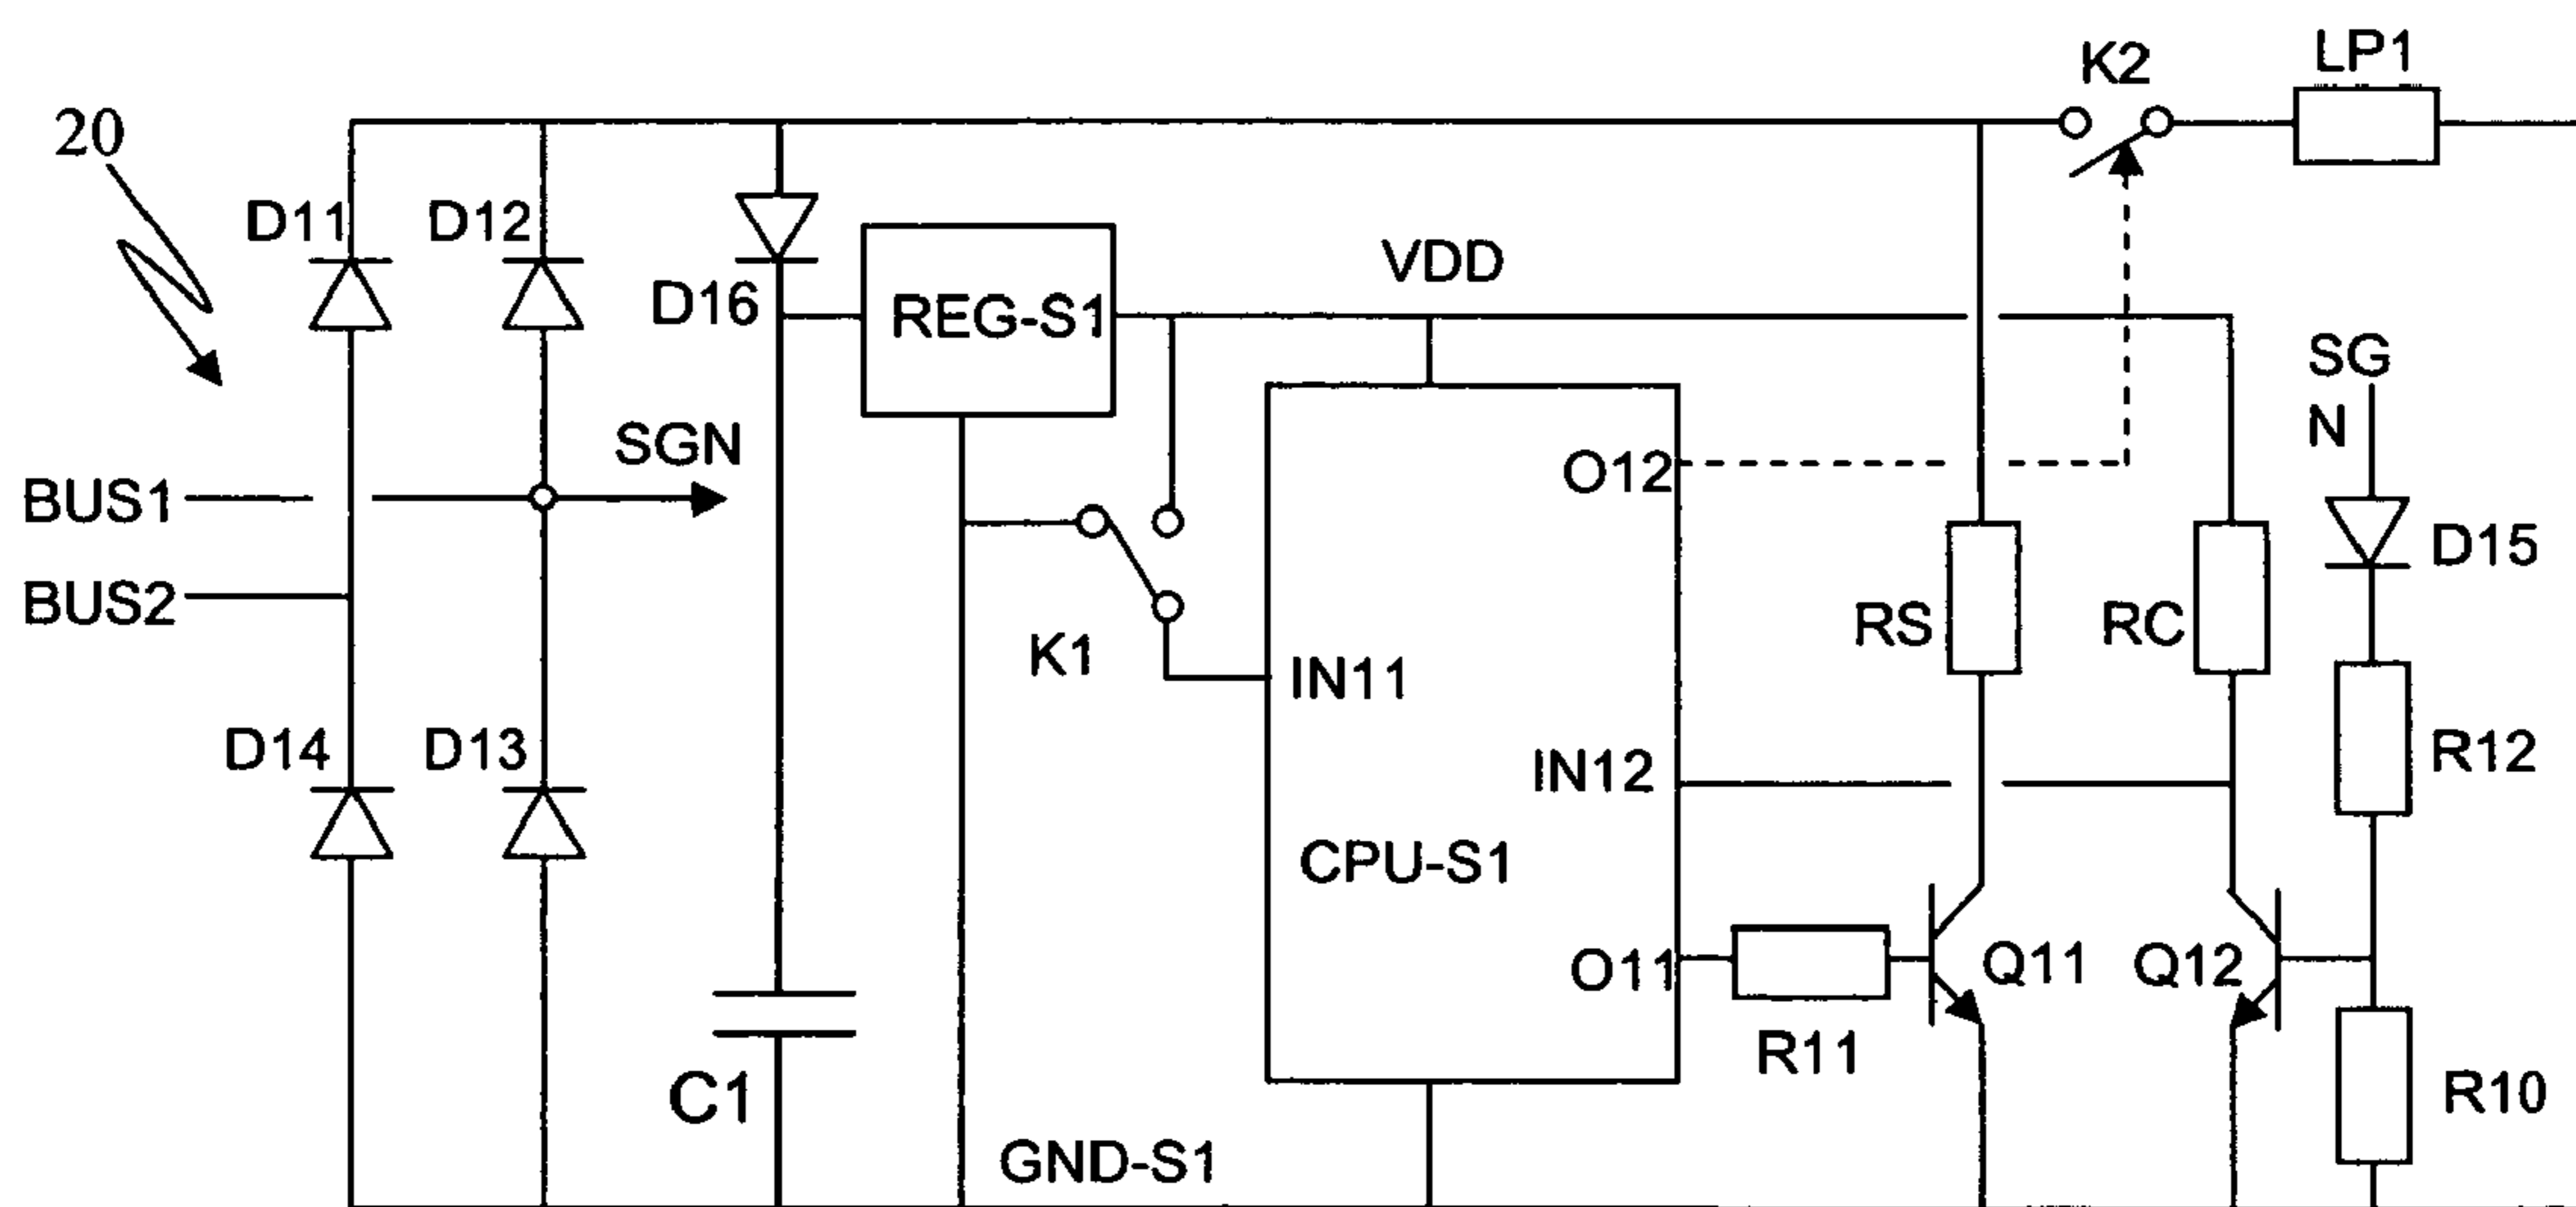 K2
LP1
20
D11
D12
D16
REG-S1
VDD
SG
N
SGN
BUS1
BUS2
O12
D15
K1
IN11
RS
RC
D14
D13
IN12
R12
CPU-S1
C1
O11
R11
Q11
Q12
R10
GND-S1